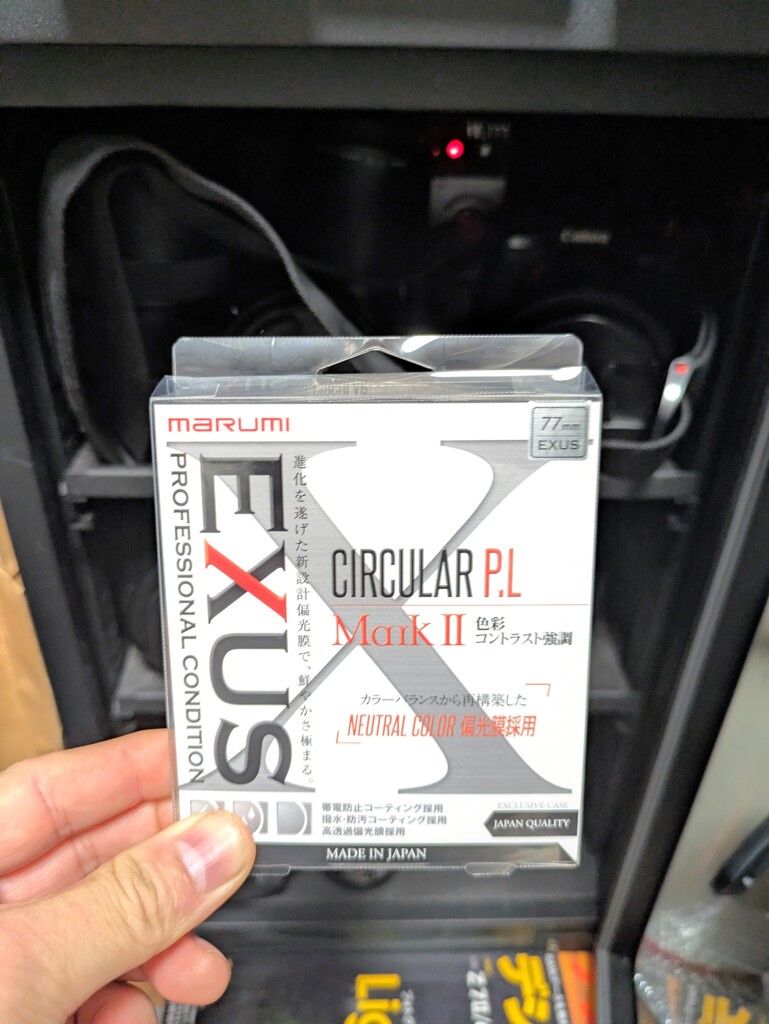 marumi
77mm
EXUS
EXUS
PROFESSIONAL CONDITION
進化を遂げた新設計偏光膜で、鮮やかさ極まる。
CIRCULAR P.L
Mark II
色彩
コントラスト強調
カラーバランスから再構築した
NEUTRAL COLOR 偏光膜採用
帯電防止コーティング採用
撥水・防汚コーティング採用
高透過偏光膜採用
EXCLUSIVE CASE
JAPAN QUALITY
MADE IN JAPAN
Canon
Lig
デジ